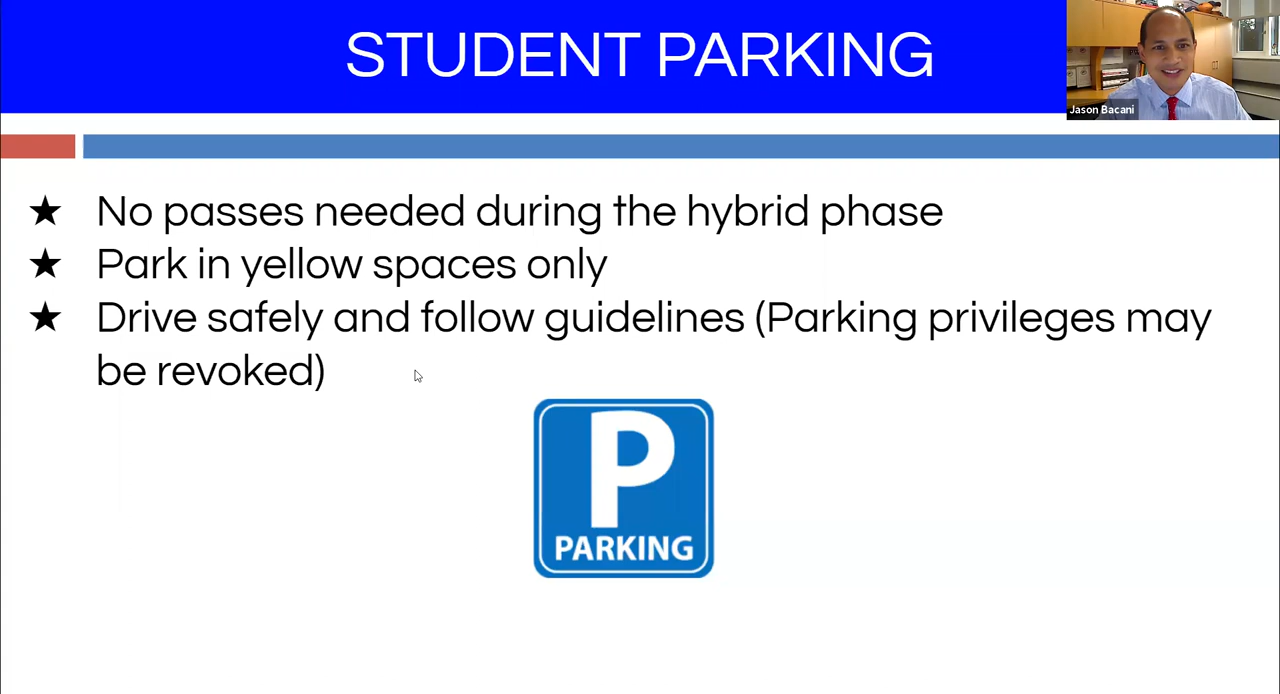 STUDENT PARKING
Jason Bacani
★ No passes needed during the hybrid phase
★ Park in yellow spaces only
★ Drive safely and follow guidelines (Parking privileges may
be revoked)
P
PARKING